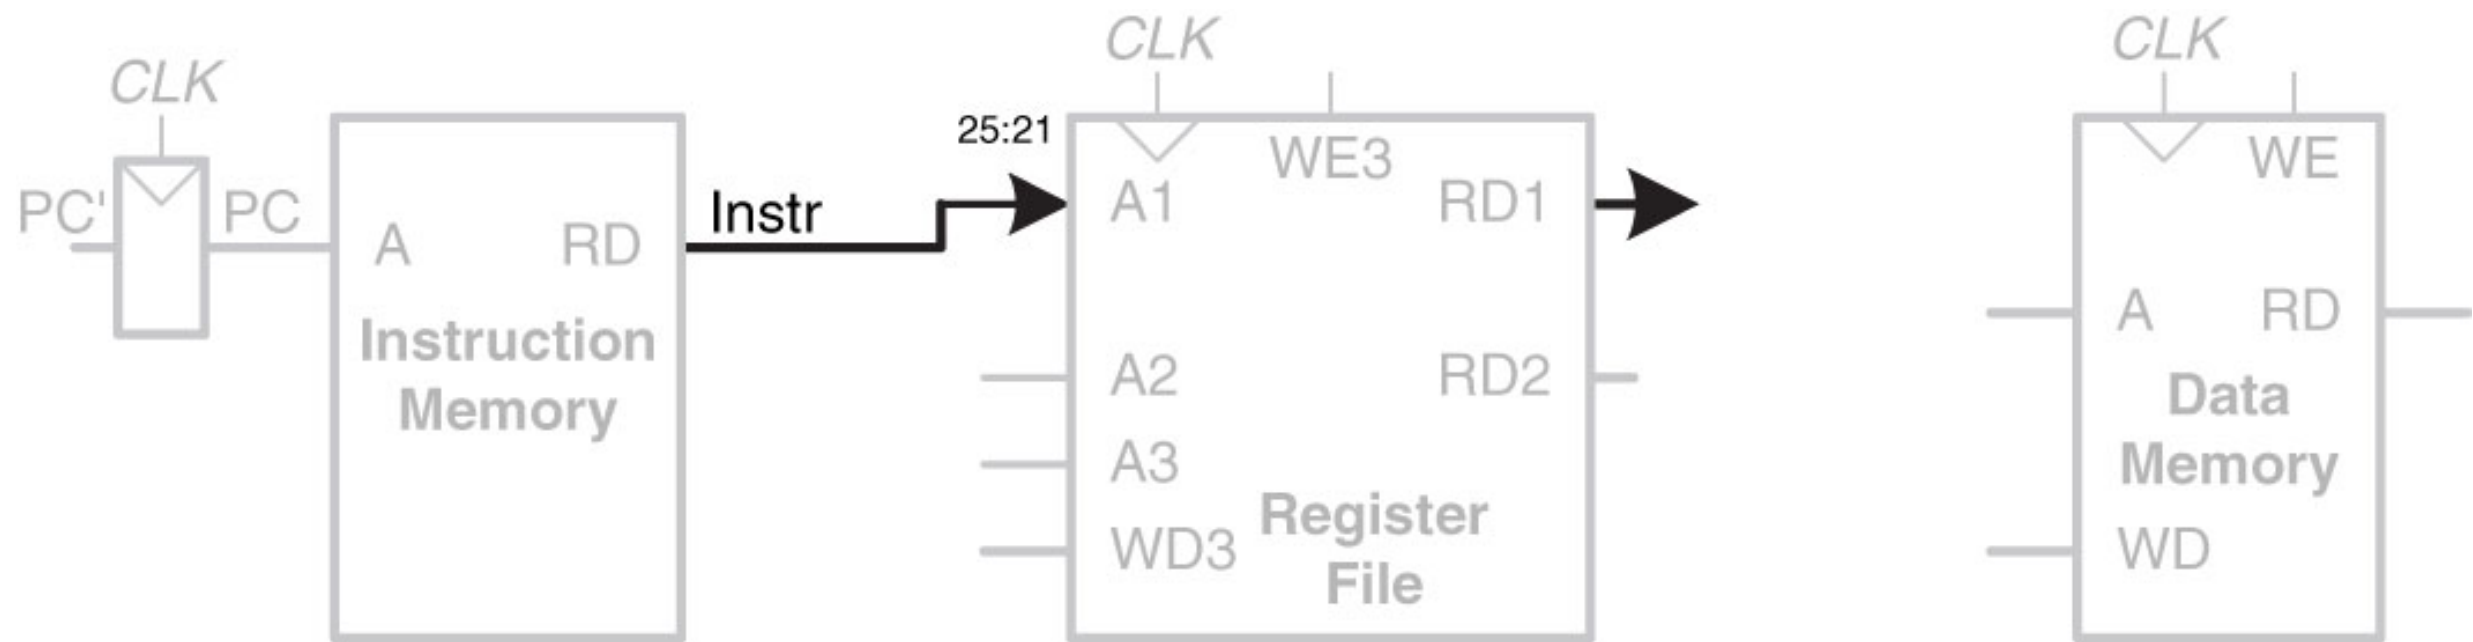 CLK
PC'
PC
A
RD
Instruction
Memory
Instr
25:21
CLK
WE3
A1
RD1
A2
RD2
A3
WD3
Register
File
CLK
WE
A
RD
Data
Memory
WD